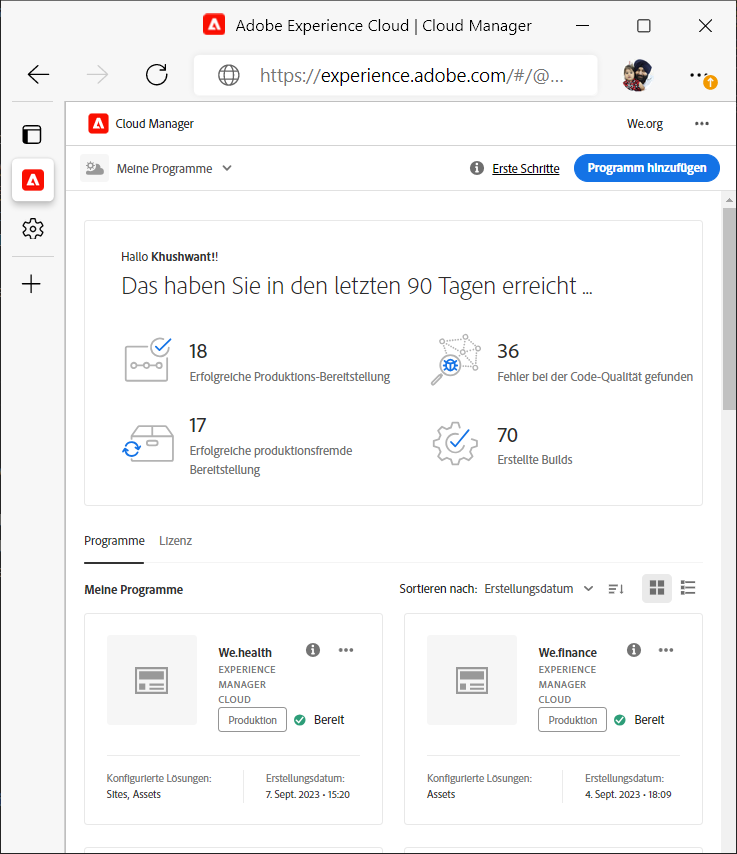 Adobe Experience Cloud | Cloud Manager
https://experience.adobe.com/#/@...
Cloud Manager
We.org
Meine Programme
Erste Schritte
Programm hinzufügen
Hallo Khushwant!!
Das haben Sie in den letzten 90 Tagen erreicht ...
18
Erfolgreiche Produktions-Bereitstellung
36
Fehler bei der Code-Qualität gefunden
17
Erfolgreiche produktionsfremde
Bereitstellung
70
Erstellte Builds
Programme
Lizenz
Meine Programme
Sortieren nach: Erstellungsdatum
We.health
EXPERIENCE
MANAGER
CLOUD
Produktion
Bereit
Konfigurierte Lösungen:
Sites, Assets
Erstellungsdatum:
7. Sept. 2023 • 15:20
We.finance
EXPERIENCE
MANAGER
CLOUD
Produktion
Bereit
Konfigurierte Lösungen:
Assets
Erstellungsdatum:
4. Sept. 2023 • 18:09